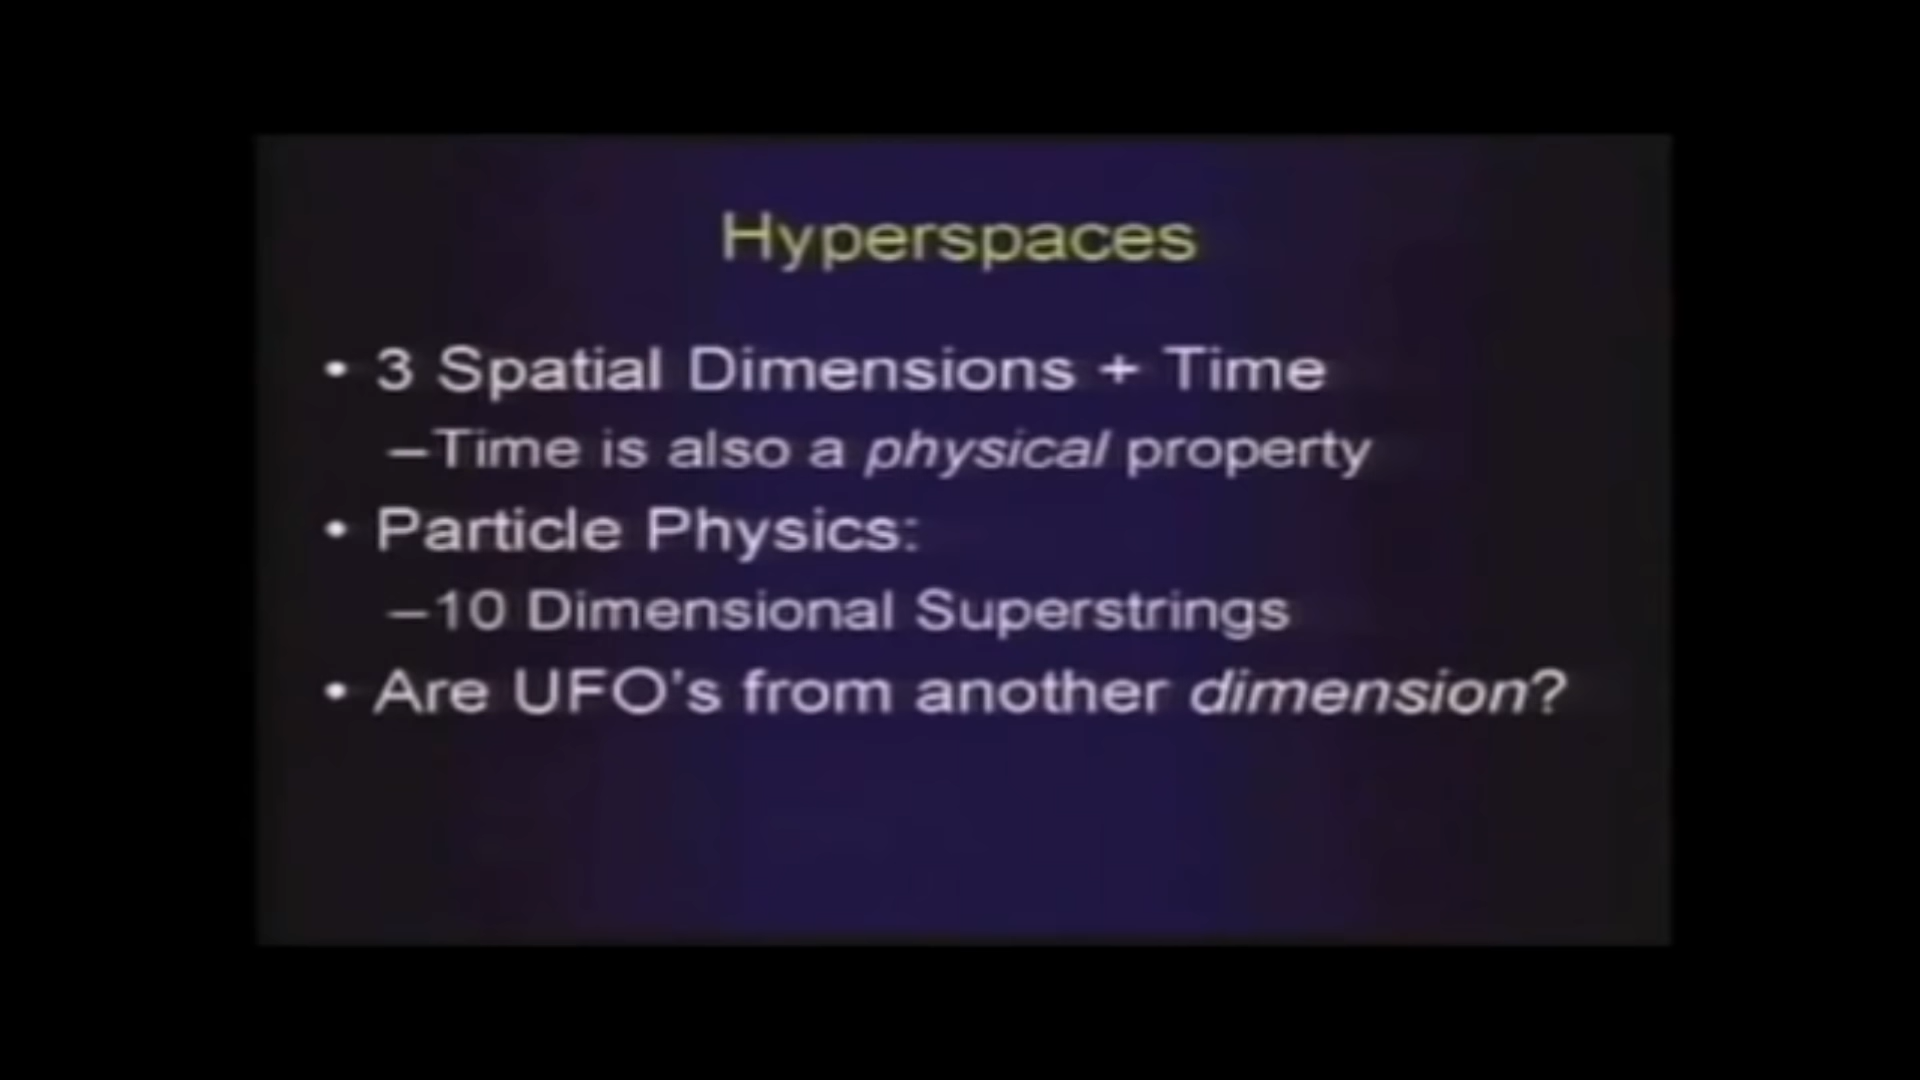 Hyperspaces
• 3 Spatial Dimensions + Time
–Time is also a physical property
• Particle Physics:
–10 Dimensional Superstrings
• Are UFO's from another dimension?